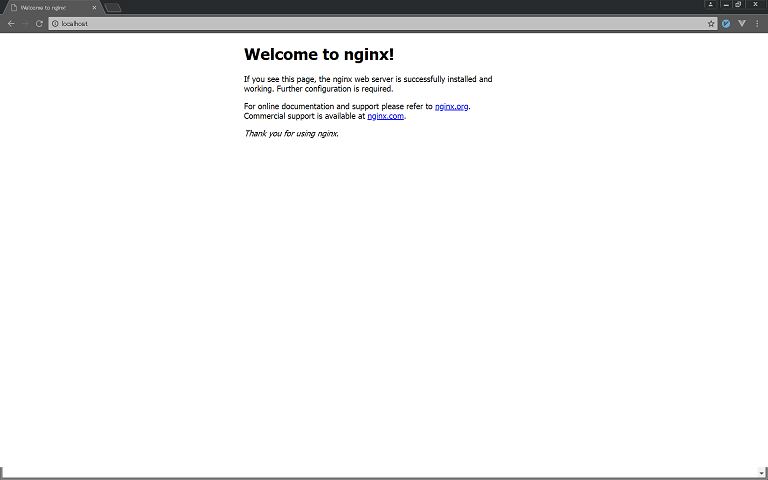 Welcome to nginx!
localhost
Welcome to nginx!
If you see this page, the nginx web server is successfully installed and
working. Further configuration is required.
For online documentation and support please refer to nginx.org.
Commercial support is available at nginx.com.
Thank you for using nginx.